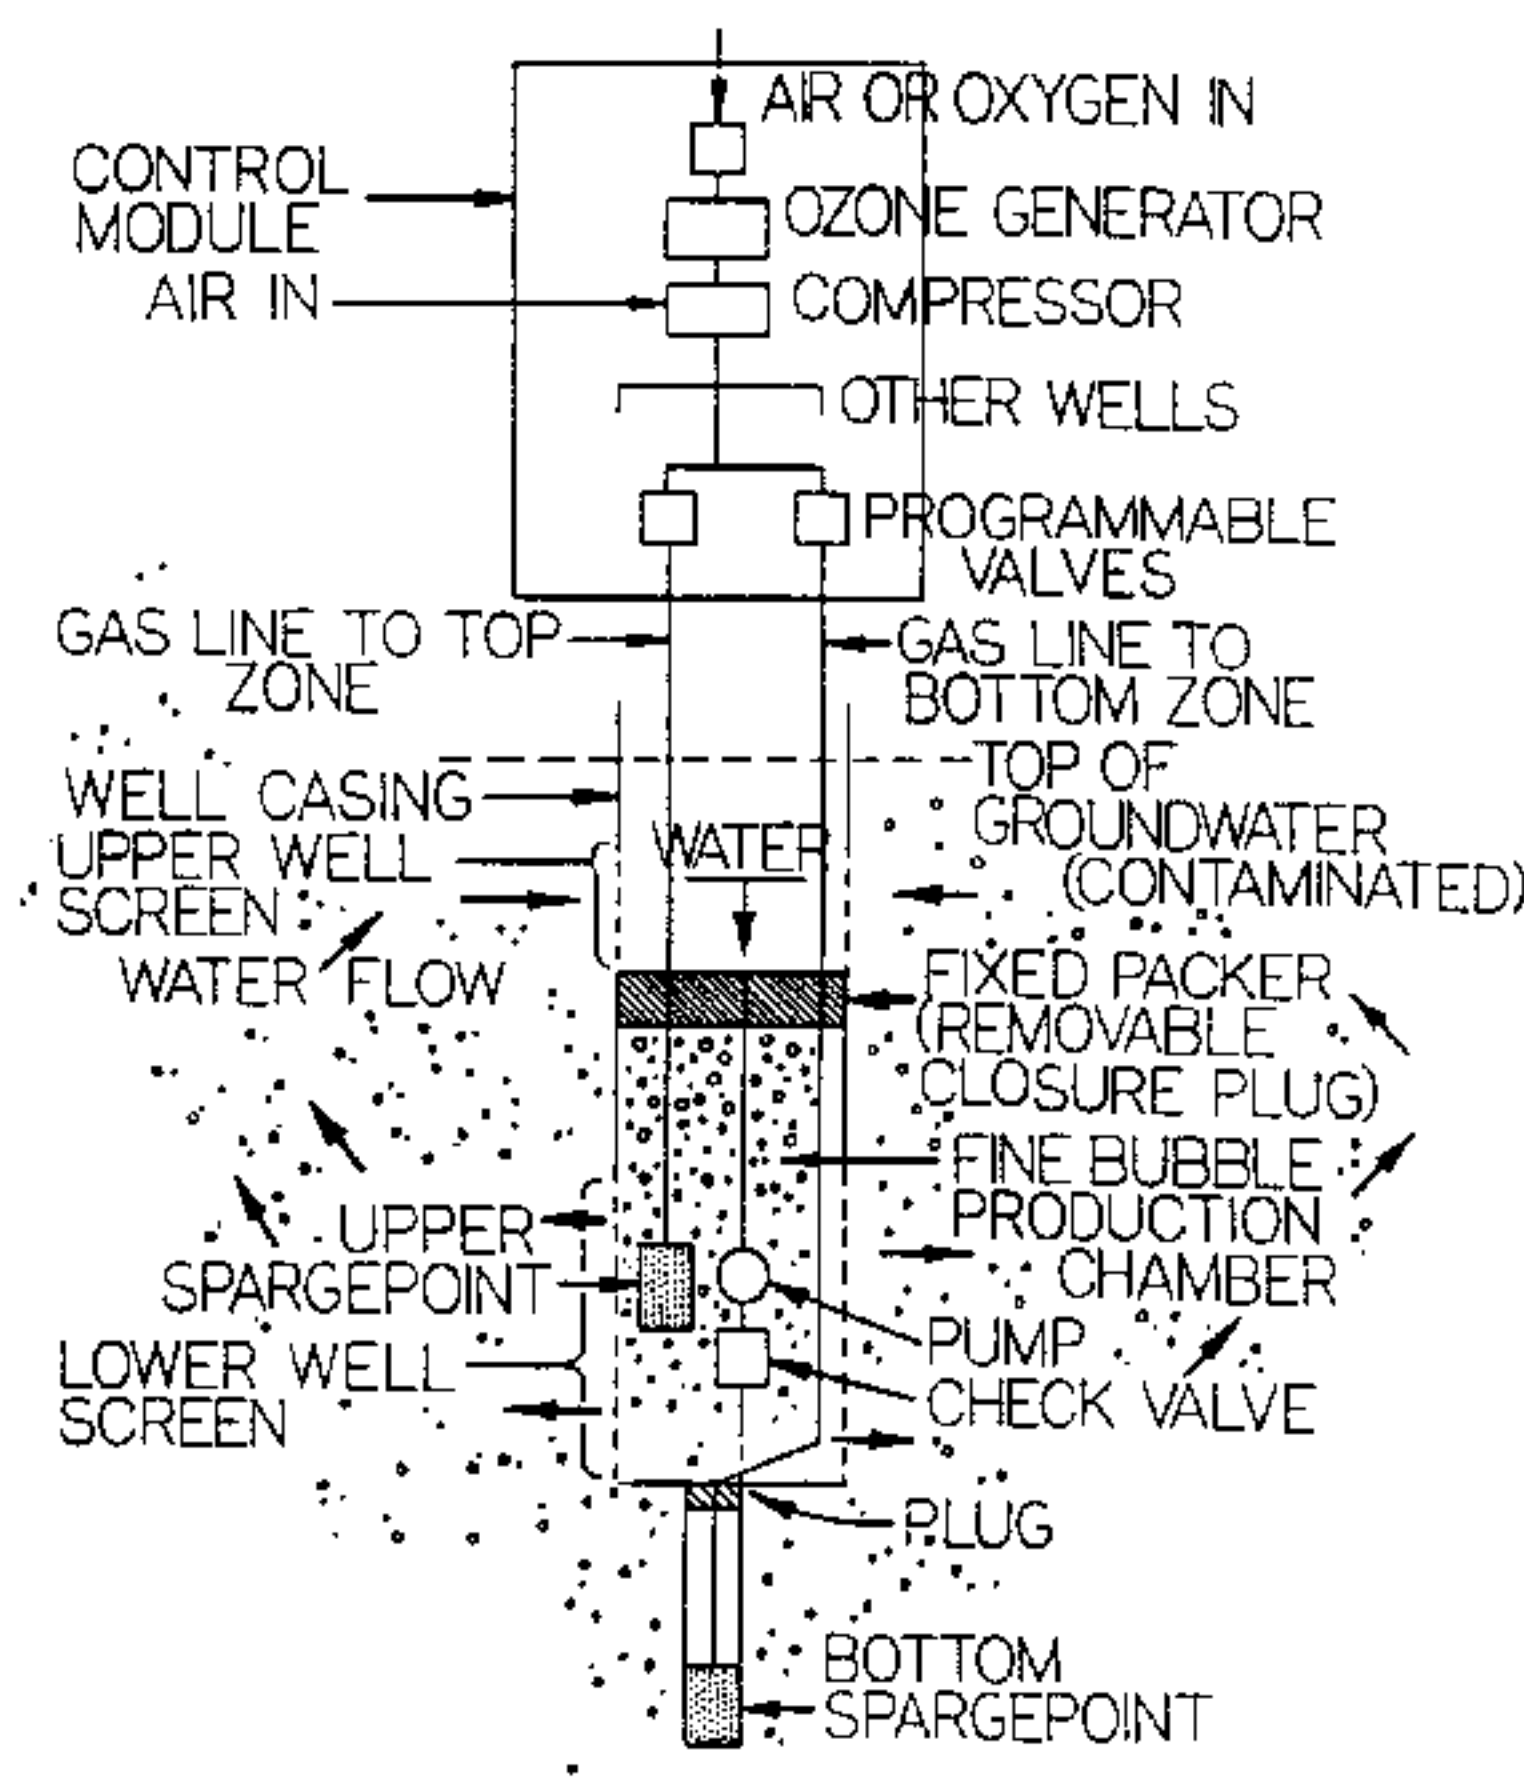 AIR OR OXYGEN IN
CONTROL
MODULE
OZONE GENERATOR
AIR IN
COMPRESSOR
OTHER WELLS
PROGRAMMABLE
VALVES
GAS LINE TO TOP
ZONE
GAS LINE TO
BOTTOM ZONE
TOP OF
GROUNDWATER
(CONTAMINATED)
WELL CASING
UPPER WELL
SCREEN
WATER
WATER FLOW
FIXED PACKER
(REMOVABLE
CLOSURE PLUG)
FINE BUBBLE
PRODUCTION
CHAMBER
UPPER
SPARGEPOINT
PUMP
LOWER WELL
SCREEN
CHECK VALVE
PLUG
BOTTOM
SPARGEPOINT